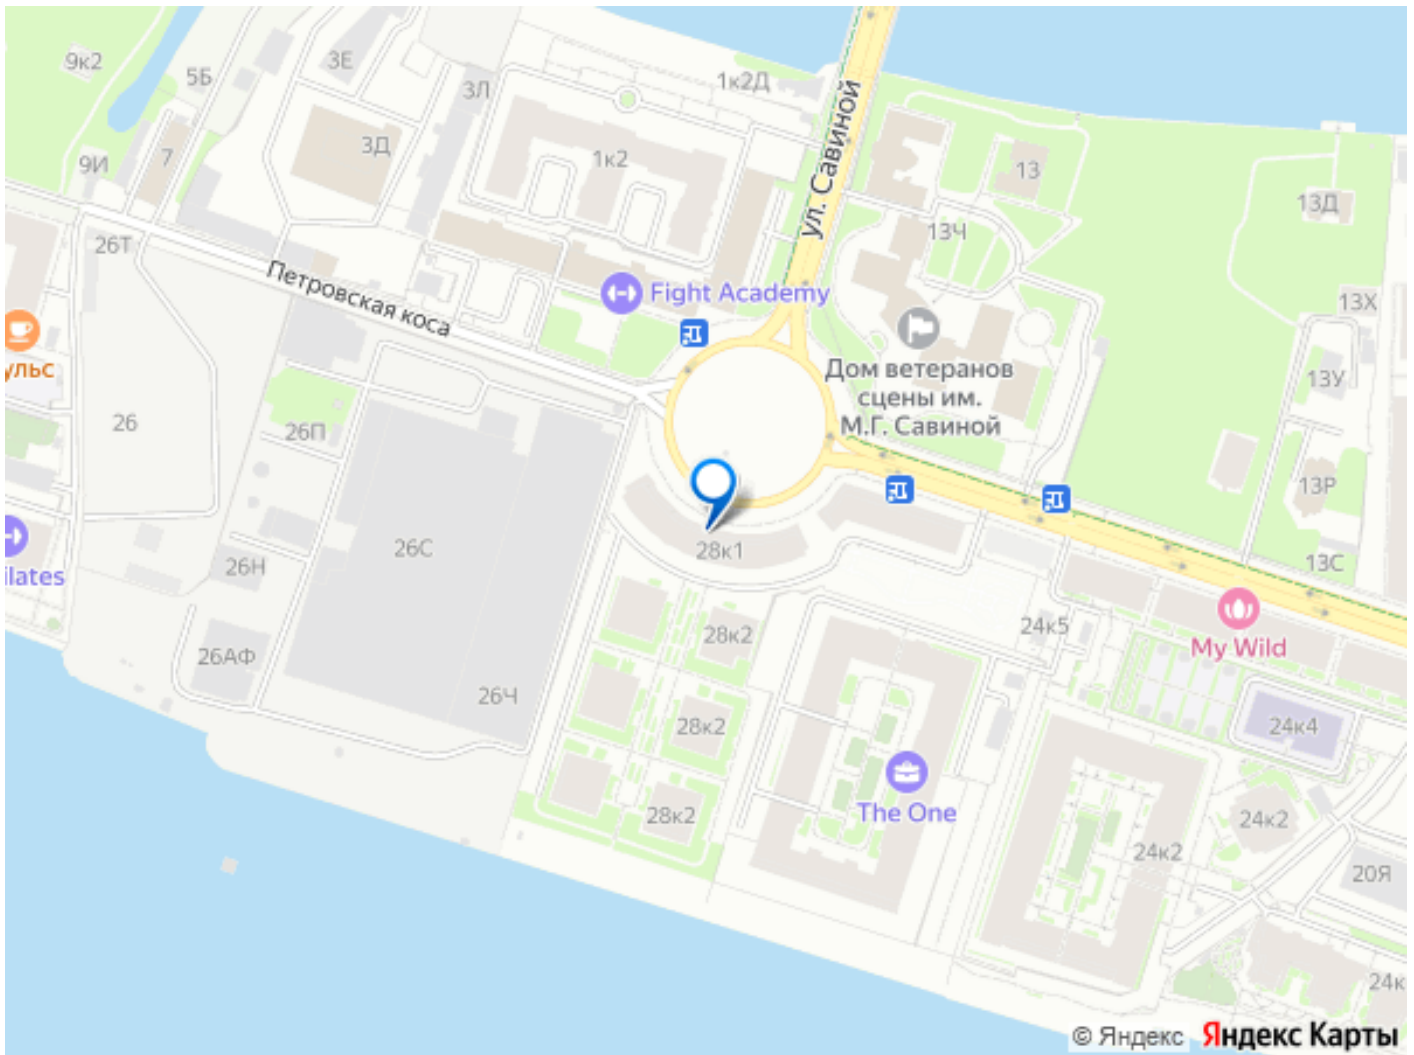 9к2
5Б
3Е
3Л
1к2Д
3Д
1к2
9И
7
ул. Савиной
13
13Д
13Ч
26Т
Петровская коса
Fight Academy
13Х
ульс
Дом ветеранов
сцены им.
М.Г. Савиной
13У
26
26П
13Р
28к1
26С
26Н
13С
ilates
24к5
28к2
My Wild
26АФ
26Ч
28к2
24к4
The One
28к2
24к2
24к2
20Я
24к
© Яндекс Яндекс Карты